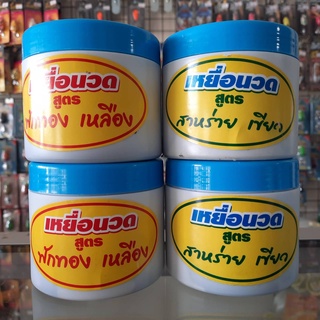 เหยื่อนวด
สูตร
ฟักทอง เหลือง
เหยื่อนวด
สูตร
สาหร่าย เขียว
เหยื่อนวด
สูตร
ฟักทอง เหลือง
เหยื่อนวด
สูตร
สาหร่าย เขียว